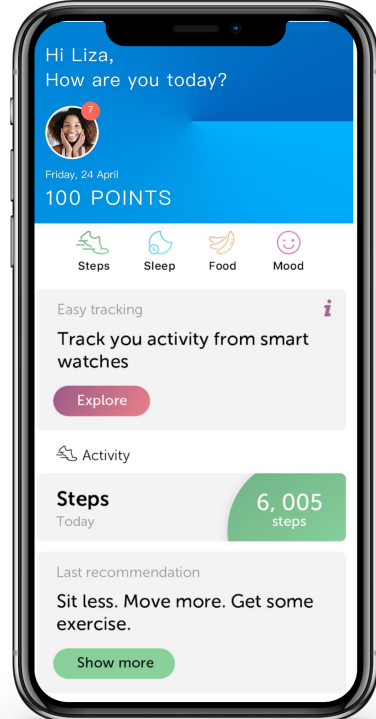 Hi Liza,
How are you today?
7
Friday, 24 April
100 POINTS
Steps Sleep Food Mood
Easy tracking i
Track you activity from smart
watches
Explore
Activity
Steps
Today
6, 005
steps
Last recommendation
Sit less. Move more. Get some
exercise.
Show more